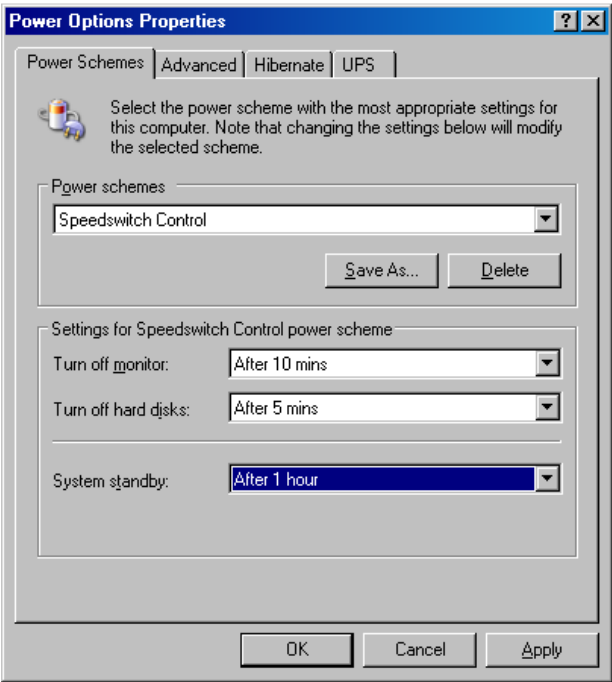 Power Options Properties
Power Schemes Advanced Hibernate UPS
Select the power scheme with the most appropriate settings for
this computer. Note that changing the settings below will modify
the selected scheme.
Power schemes
Speedswitch Control
Save As... Delete
Settings for Speedswitch Control power scheme
Turn off monitor: After 10 mins
Turn off hard disks: After 5 mins
System standby: After 1 hour
OK Cancel Apply